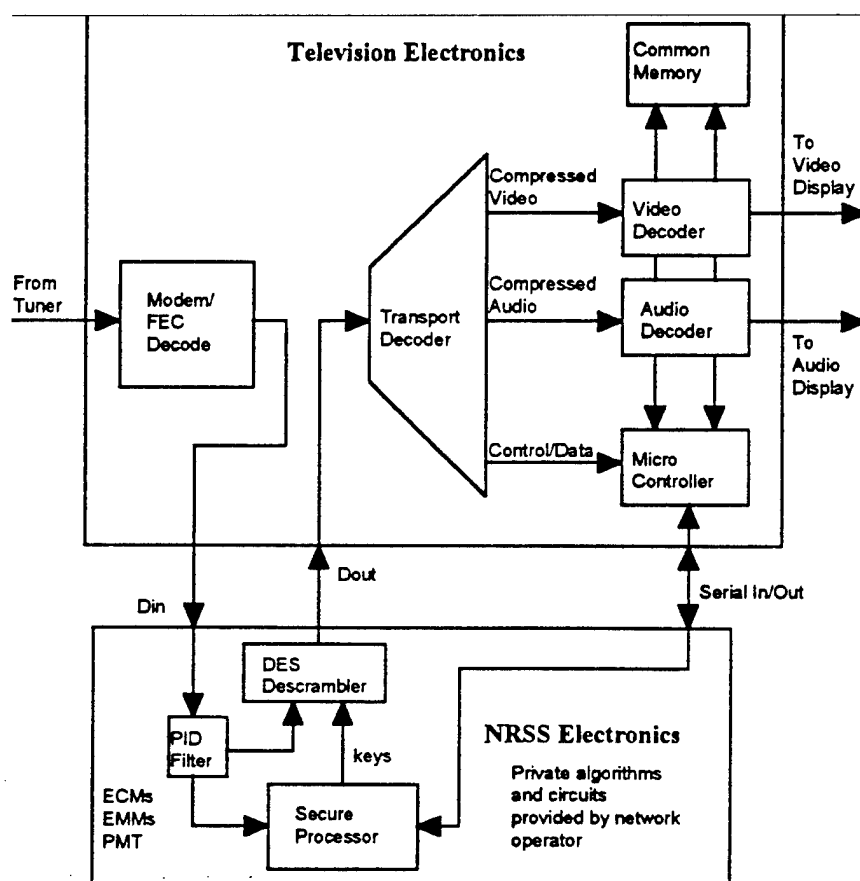 Television Electronics
Common
Memory
To
Video
Display
Compressed
Video
Video
Decoder
From
Tuner
Modem/
FEC
Decode
Transport
Decoder
Compressed
Audio
Audio
Decoder
To
Audio
Display
Control/Data
Micro
Controller
Din
Dout
Serial In/Out
DES
Descrambler
NRSS Electronics
PID
Filter
keys
Private algorithms
and circuits
provided by network
operator
ECMs
EMMs
PMT
Secure
Processor